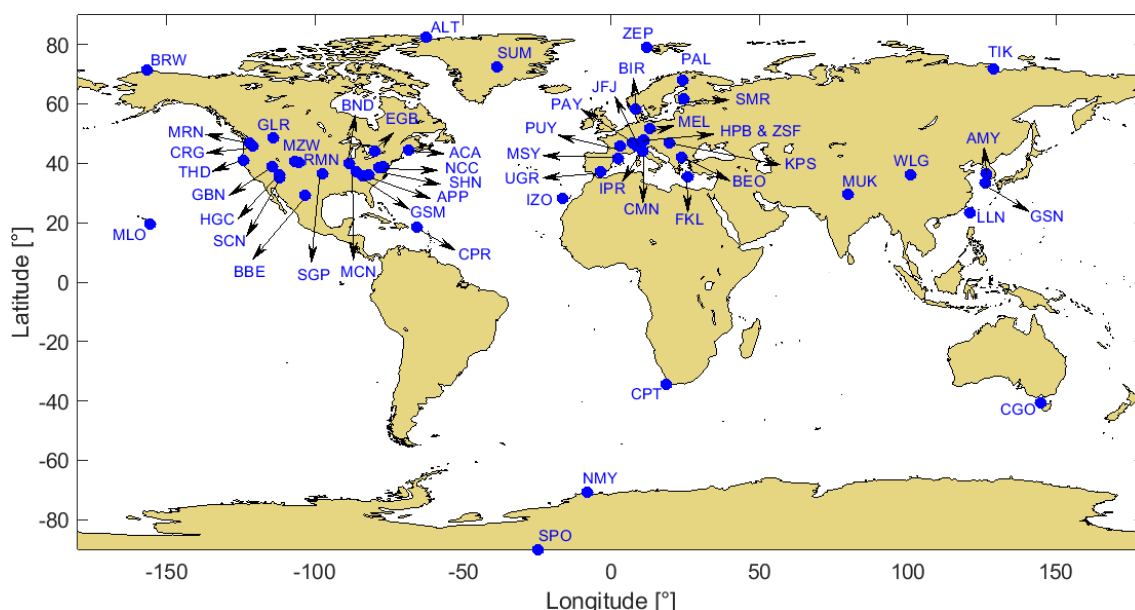 ALT
ZEP
BRW
SUM
PAL
TIK
BIR
JFJ
BND
EGB
PAY
SMR
MRN
GLR
PUY
MEL
HPB & ZSF
AMY
CRG
MZW
RMN
ACA
MSY
KPS
WLG
THD
NCC
UGR
SHN
BEO
GBN
APP
IPR
MUK
IZO
CMN
FKL
HGC
GSM
LLN
GSN
MLO
SCN
BBE
SGP
MCN
CPR
CPT
CGO
NMY
SPO
80
60
40
20
0
-20
-40
-60
-80
Latitude [°]
-150
-100
-50
0
50
100
150
Longitude [°]